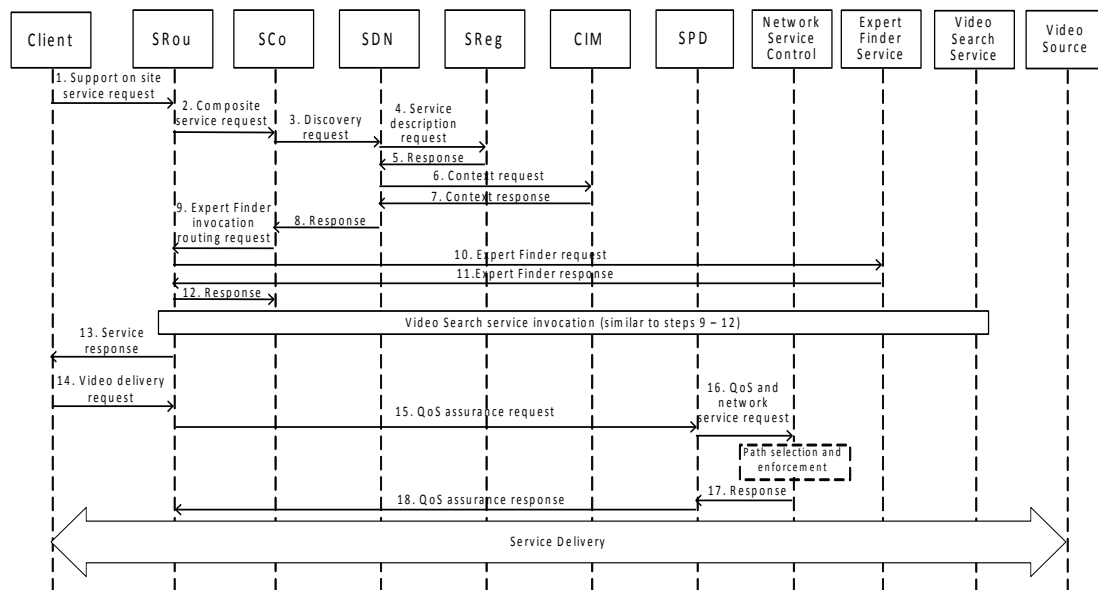 Client
SRou
SCo
SDN
SReg
CIM
SPD
Network
Service
Control
Expert
Finder
Service
Video
Search
Service
Video
Source
1. Support on site
service request
2. Composite
service request
3. Discovery
request
4. Service
description
request
5. Response
6. Context request
7. Context response
8. Response
9. Expert Finder
invocation
routing request
10. Expert Finder request
11.Expert Finder response
12. Response
Video Search service invocation (similar to steps 9 – 12)
13. Service
response
14. Video delivery
request
15. QoS assurance request
16. QoS and
network
service request
Path selection and
enforcement
17. Response
18. QoS assurance response
Service Delivery